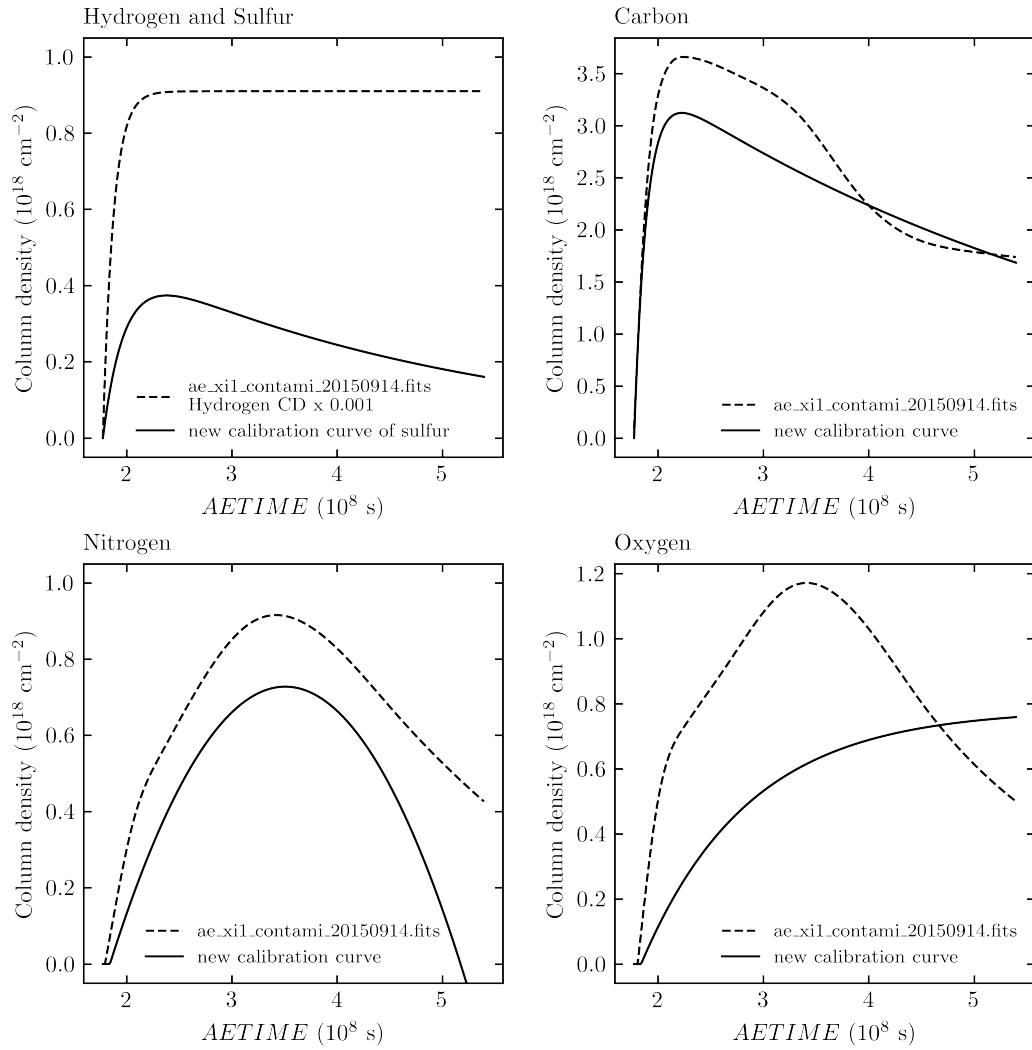 Hydrogen and Sulfur
Column density (10^18 cm^−2)
1.0
0.8
0.6
0.4
0.2
0.0
ae_xi1_contami_20150914.fits
Hydrogen CD x 0.001
new calibration curve of sulfur
2 3 4 5
AETIME (10^8 s)
Carbon
Column density (10^18 cm^−2)
3.5
3.0
2.5
2.0
1.5
1.0
0.5
0.0
ae_xi1_contami_20150914.fits
new calibration curve
2 3 4 5
AETIME (10^8 s)
Nitrogen
Column density (10^18 cm^−2)
1.0
0.8
0.6
0.4
0.2
0.0
ae_xi1_contami_20150914.fits
new calibration curve
2 3 4 5
AETIME (10^8 s)
Oxygen
Column density (10^18 cm^−2)
1.2
1.0
0.8
0.6
0.4
0.2
0.0
ae_xi1_contami_20150914.fits
new calibration curve
2 3 4 5
AETIME (10^8 s)